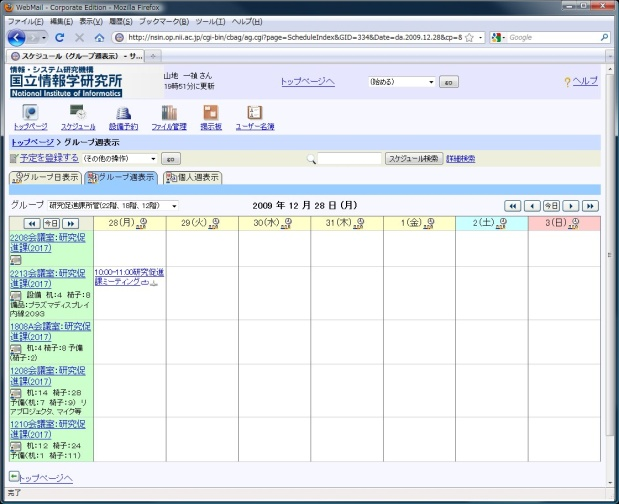 WebMail - Corporate Edition - Mozilla Firefox
ファイル(F) 編集(E) 表示(V) 履歴(S) ブックマーク(B) ツール(T) ヘルプ(H)
http://nsin.op.nii.ac.jp/cgi-bin/cbag/ag.cgi?page=ScheduleIndex&GID=334&Date=da.2009.12.28&cp=8
Google
スケジュール（グループ週表示） - サ...
情報・システム研究機構
国立情報学研究所
National Institute of Informatics
山地 一禎 さん
19時51分に更新
トップページへ
(始める)
go
ヘルプ
トップページ スケジュール 設備予約 ファイル管理 掲示板 ユーザー名簿
トップページ > グループ週表示
予定を登録する (その他の操作) go スケジュール検索 詳細検索
グループ日表示 グループ週表示 個人週表示
グループ 研究促進課所管(22階, 18階, 12階) 2009 年 12 月 28 日 (月) 今日
今日 28(月) 29(火) 30(水) 31(木) 1(金) 2(土) 3(日)
2208会議室:研究促進課(2017)
2213会議室:研究促進課(2017)
設備 机:4 椅子:8
備品:プラズマディスプレイ
内線2093
10:00-11:00研究促進課ミーティング
1808A会議室:研究促進課(2017)
机:4 椅子:8 予備
(椅子:2)
1208会議室:研究促進課(2017)
机:14 椅子:28
予備(机:7 椅子:9) リアプロジェクタ、マイク等
1210会議室:研究促進課(2017)
机:12 椅子:24
予備(机:1 椅子:11)
トップページへ
完了